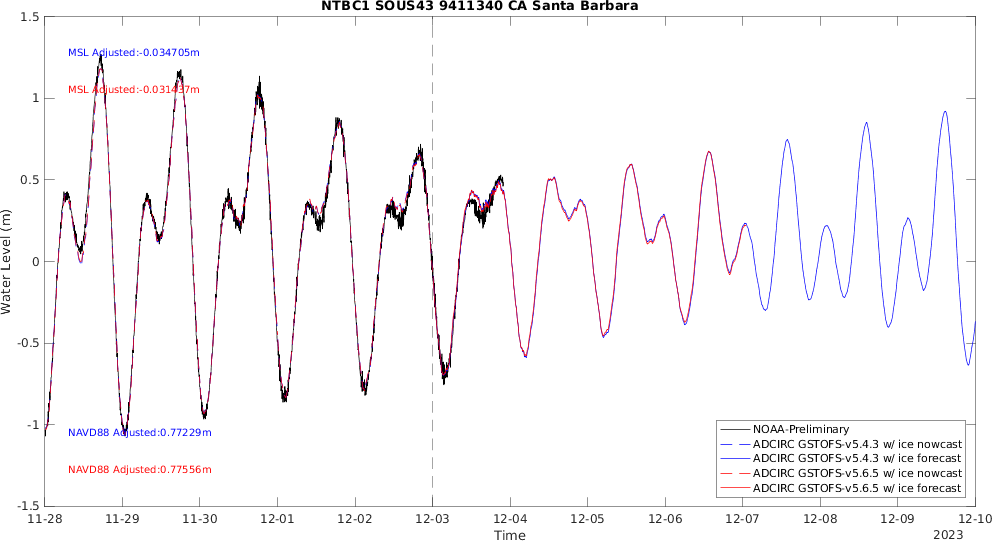 NTBC1 SOUS43 9411340 CA Santa Barbara
1.5
1
0.5
0
-0.5
-1
-1.5
Water Level (m)
MSL Adjusted:-0.034705m
MSL Adjusted:-0.031437m
NAVD88 Adjusted:0.77229m
NAVD88 Adjusted:0.77556m
NOAA-Preliminary
ADCIRC GSTOFS-v5.4.3 w/ ice nowcast
ADCIRC GSTOFS-v5.4.3 w/ ice forecast
ADCIRC GSTOFS-v5.6.5 w/ ice nowcast
ADCIRC GSTOFS-v5.6.5 w/ ice forecast
11-28 11-29 11-30 12-01 12-02 12-03 12-04 12-05 12-06 12-07 12-08 12-09 12-10
Time
2023